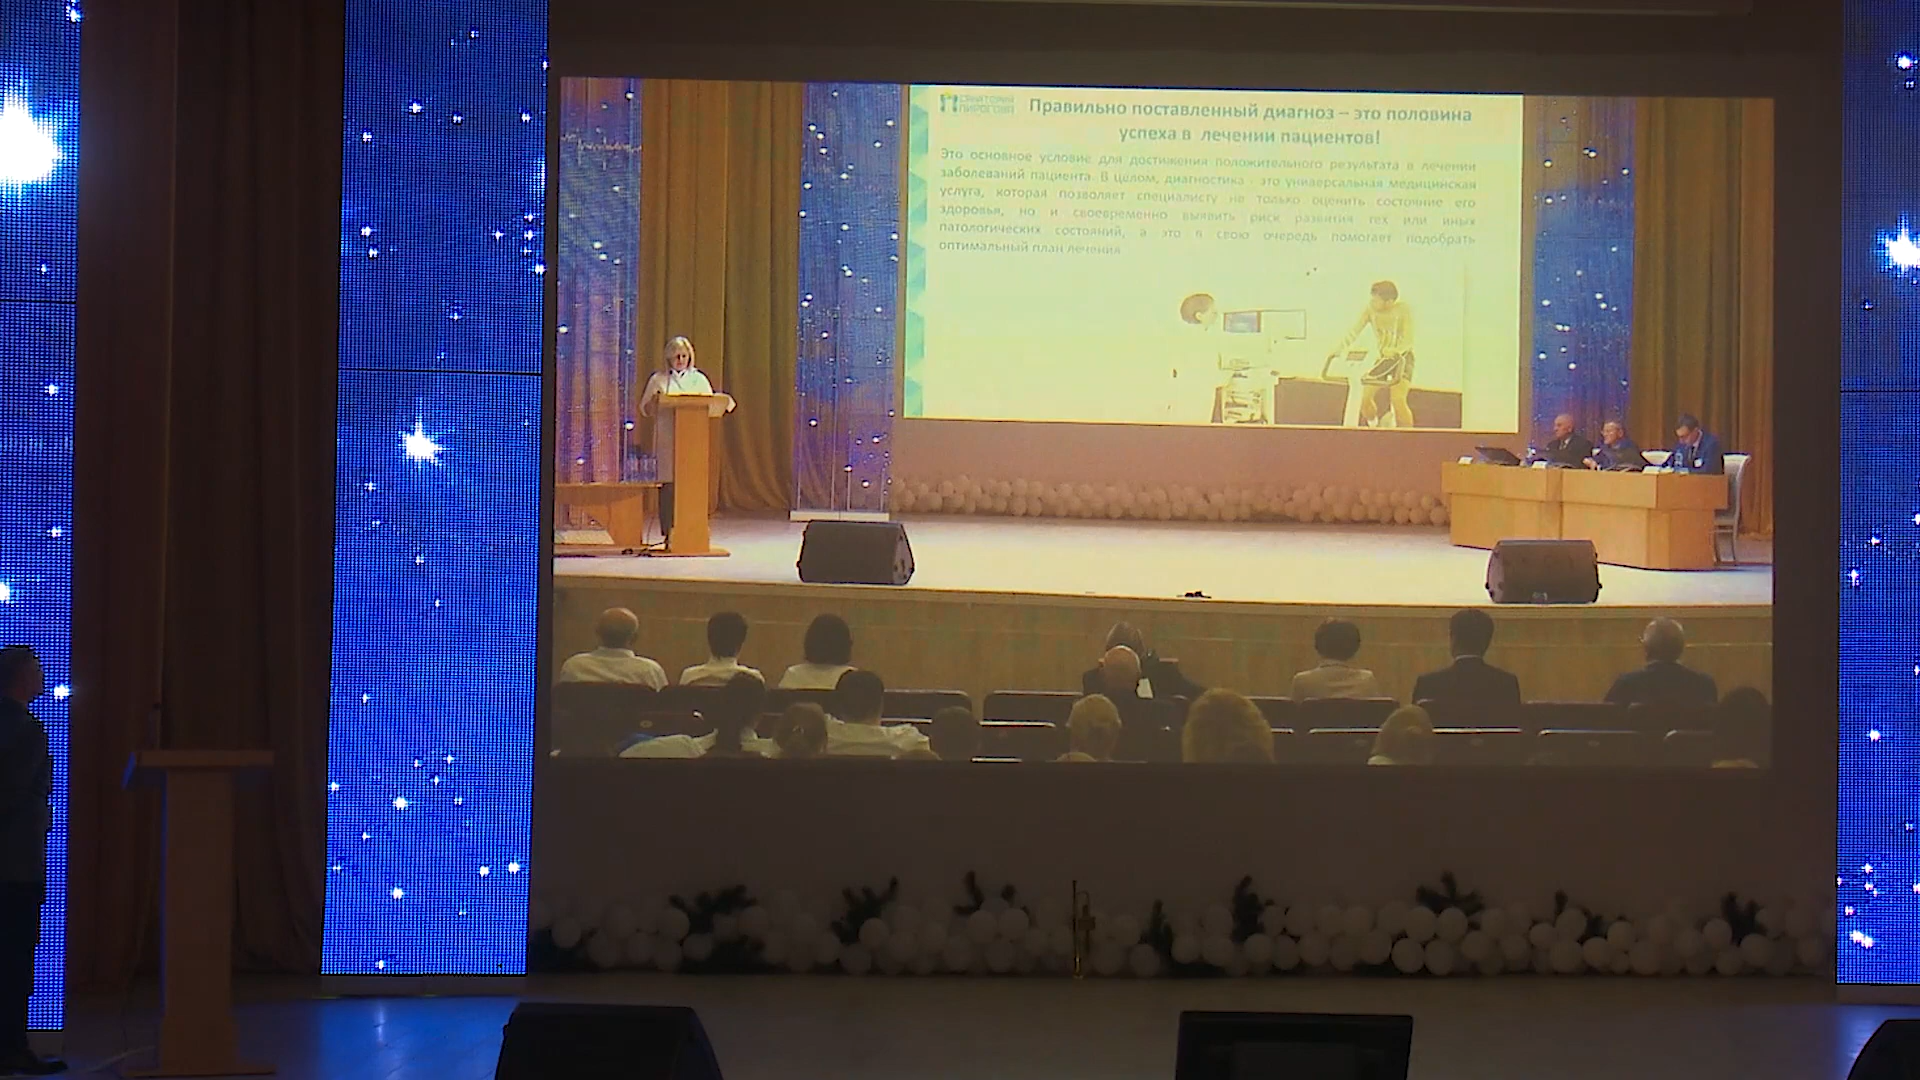 САНАТОРИЙ
ПИРОГОВА
Правильно поставленный диагноз – это половина
успеха в лечении пациентов!
Это основное условие для достижения положительного результата в лечении
заболеваний пациента. В целом, диагностика - это универсальная медицинская
услуга, которая позволяет специалисту не только оценить состояние его
здоровья, но и своевременно выявить риск развития тех или иных
патологических состояний, а это в свою очередь помогает подобрать
оптимальный план лечения